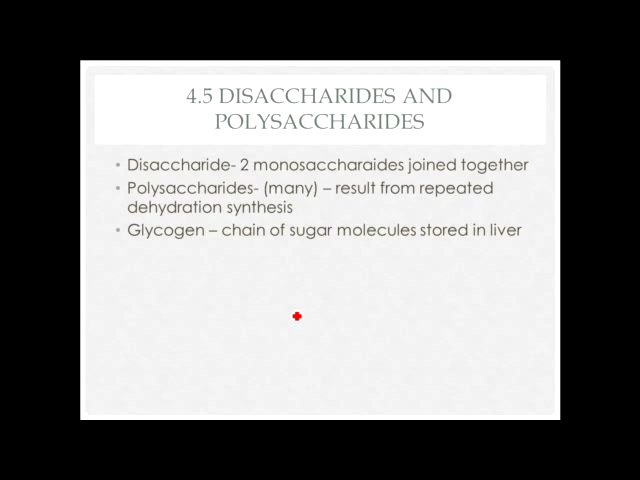 4.5 DISACCHARIDES AND
POLYSACCHARIDES
• Disaccharide- 2 monosaccharaides joined together
• Polysaccharides- (many) – result from repeated
dehydration synthesis
• Glycogen – chain of sugar molecules stored in liver